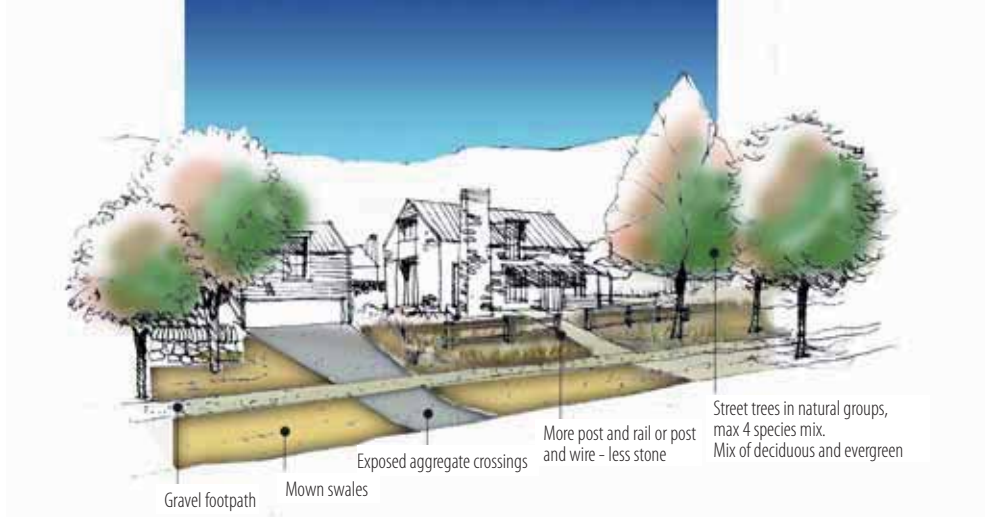 Street trees in natural groups,
max 4 species mix.
Mix of deciduous and evergreen
More post and rail or post
and wire - less stone
Exposed aggregate crossings
Mown swales
Gravel footpath